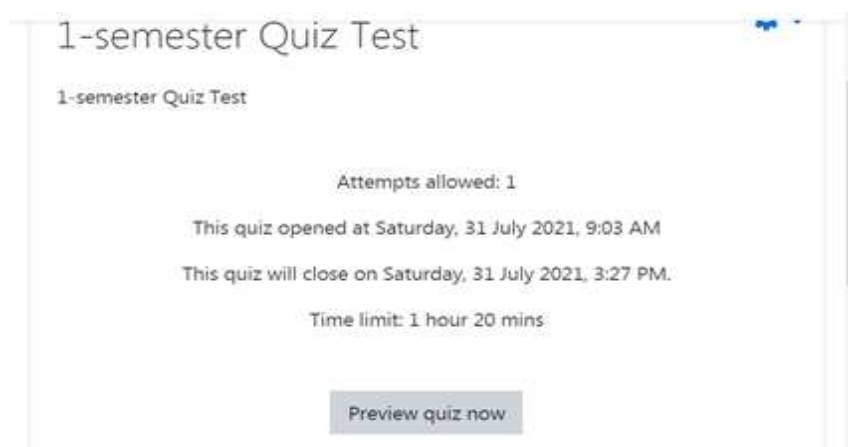 1-semester Quiz Test
1-semester Quiz Test
Attempts allowed: 1
This quiz opened at Saturday, 31 July 2021, 9:03 AM
This quiz will close on Saturday, 31 July 2021, 3:27 PM.
Time limit: 1 hour 20 mins
Preview quiz now